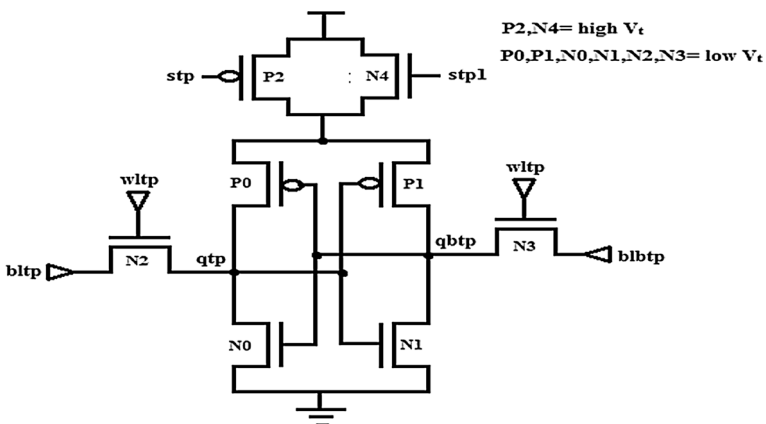 P2,N4= high Vt
P0,P1,N0,N1,N2,N3= low Vt
stp
P2
:
N4
stp1
P0
P1
wltp
wltp
N2
qtp
qbtp
N3
bltp
blbtp
N0
N1